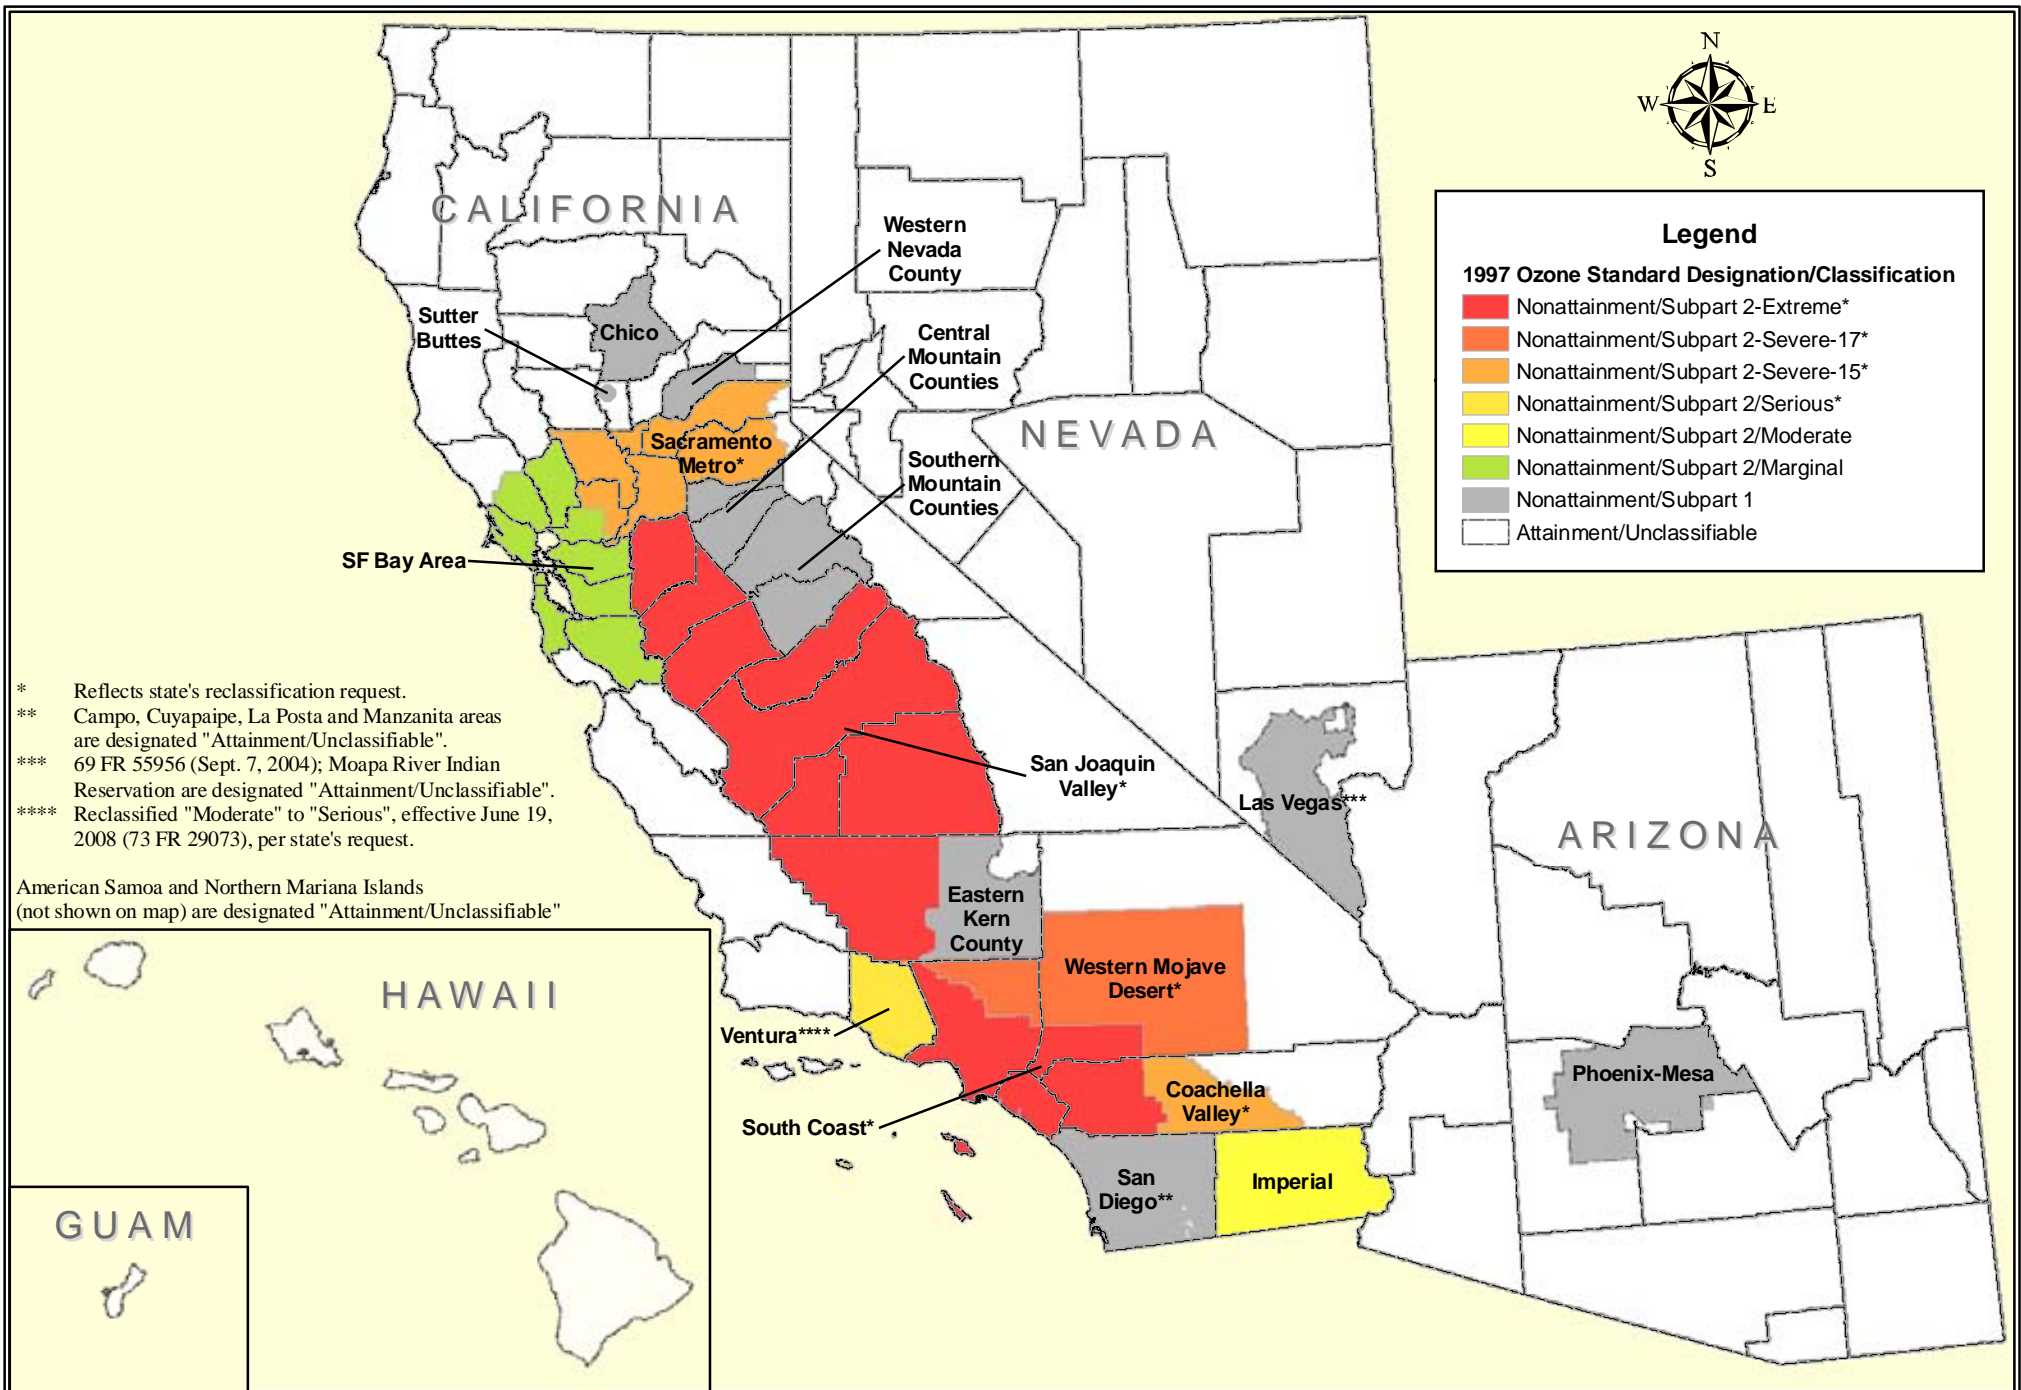 N
W
E
S
CALIFORNIA
Western
Nevada
County
Sutter
Buttes
Chico
Central
Mountain
Counties
NEVADA
Sacramento
Metro*
Southern
Mountain
Counties
SF Bay Area
Legend
1997 Ozone Standard Designation/Classification
Nonattainment/Subpart 2-Extreme*
Nonattainment/Subpart 2-Severe-17*
Nonattainment/Subpart 2-Severe-15*
Nonattainment/Subpart 2/Serious*
Nonattainment/Subpart 2/Moderate
Nonattainment/Subpart 2/Marginal
Nonattainment/Subpart 1
Attainment/Unclassifiable
* Reflects state's reclassification request.
** Campo, Cuyapaipe, La Posta and Manzanita areas
are designated "Attainment/Unclassifiable".
*** 69 FR 55956 (Sept. 7, 2004); Moapa River Indian
Reservation are designated "Attainment/Unclassifiable".
**** Reclassified "Moderate" to "Serious", effective June 19,
2008 (73 FR 29073), per state's request.
American Samoa and Northern Mariana Islands
(not shown on map) are designated "Attainment/Unclassifiable"
San Joaquin
Valley*
Las Vegas***
ARIZONA
Eastern
Kern
County
Western Mojave
Desert*
Ventura****
South Coast*
Coachella
Valley*
Phoenix-Mesa
San
Diego**
Imperial
HAWAII
GUAM